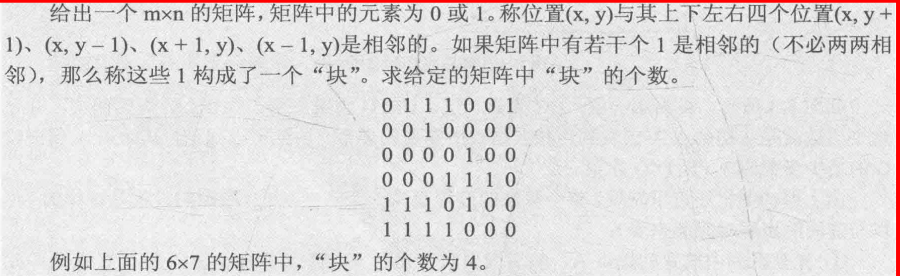 给出一个 m×n 的矩阵,矩阵中的元素为 0 或 1。称位置(x, y)与其上下左右四个位置(x, y +
1)、(x, y – 1)、(x + 1, y)、(x – 1, y)是相邻的。如果矩阵中有若干个 1 是相邻的（不必两两相
邻），那么称这些 1 构成了一个“块”。求给定的矩阵中“块”的个数。
0 1 1 1 0 0 1
0 0 1 0 0 0 0
0 0 0 0 1 0 0
0 0 0 1 1 1 0
1 1 1 0 1 0 0
1 1 1 1 0 0 0
例如上面的 6×7 的矩阵中，“块”的个数为 4。